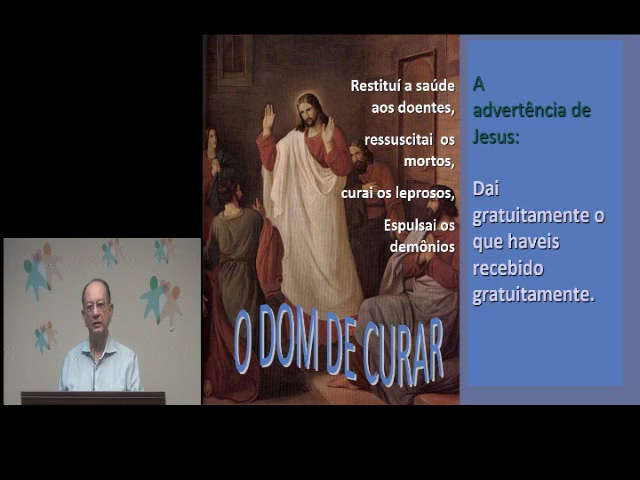 Restituí a saúde
aos doentes,
ressuscitai os
mortos,
curai os leprosos,
Espulsai os
demônios
O DOM DE CURAR
A
advertência de
Jesus:
Dai
gratuitamente o
que haveis
recebido
gratuitamente.